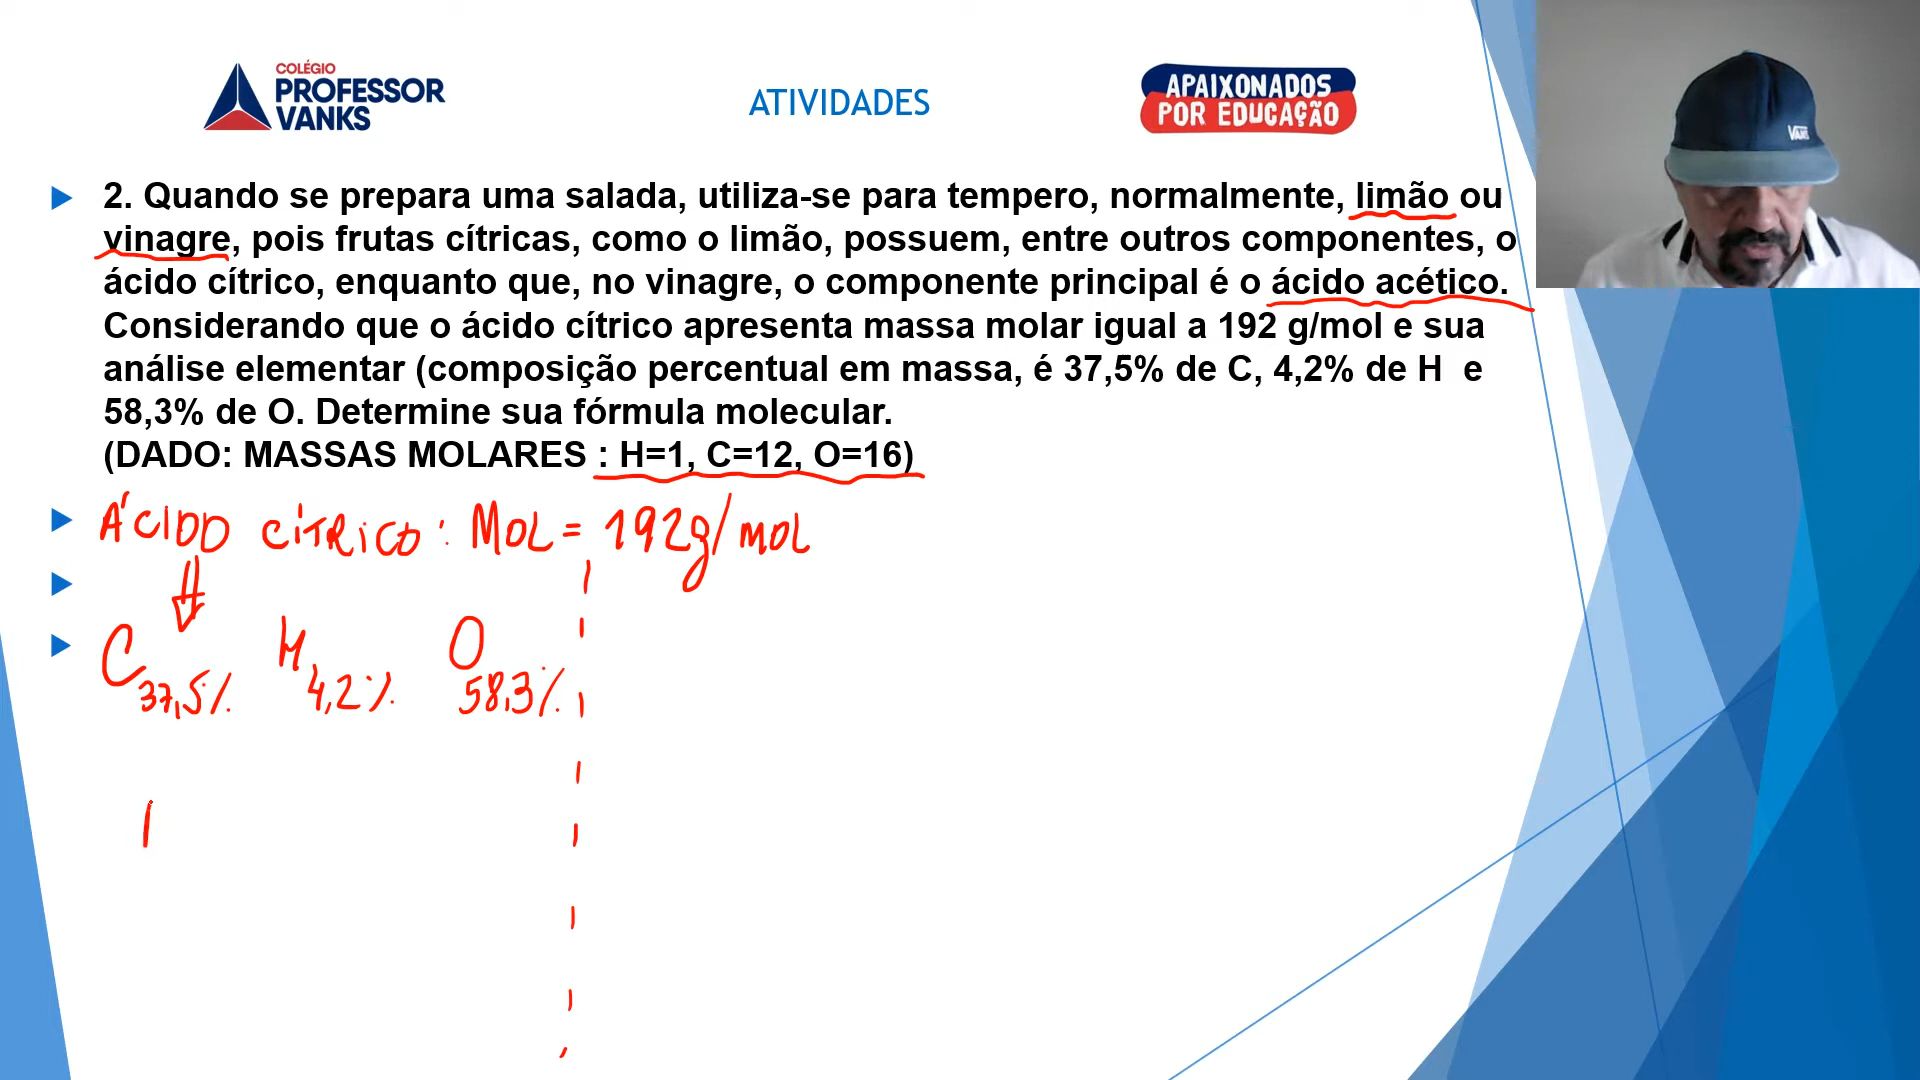 COLÉGIO
PROFESSOR
VANKS
ATIVIDADES
APAIXONADOS
POR EDUCAÇÃO
VANS
2. Quando se prepara uma salada, utiliza-se para tempero, normalmente, limão ou
vinagre, pois frutas cítricas, como o limão, possuem, entre outros componentes, o
ácido cítrico, enquanto que, no vinagre, o componente principal é o ácido acético.
Considerando que o ácido cítrico apresenta massa molar igual a 192 g/mol e sua
análise elementar (composição percentual em massa, é 37,5% de C, 4,2% de H e
58,3% de O. Determine sua fórmula molecular.
(DADO: MASSAS MOLARES : H=1, C=12, O=16)
ÁCIDO CÍTRICO : MOL = 192g/mol
C 37,5% H 4,2% O 58,3%